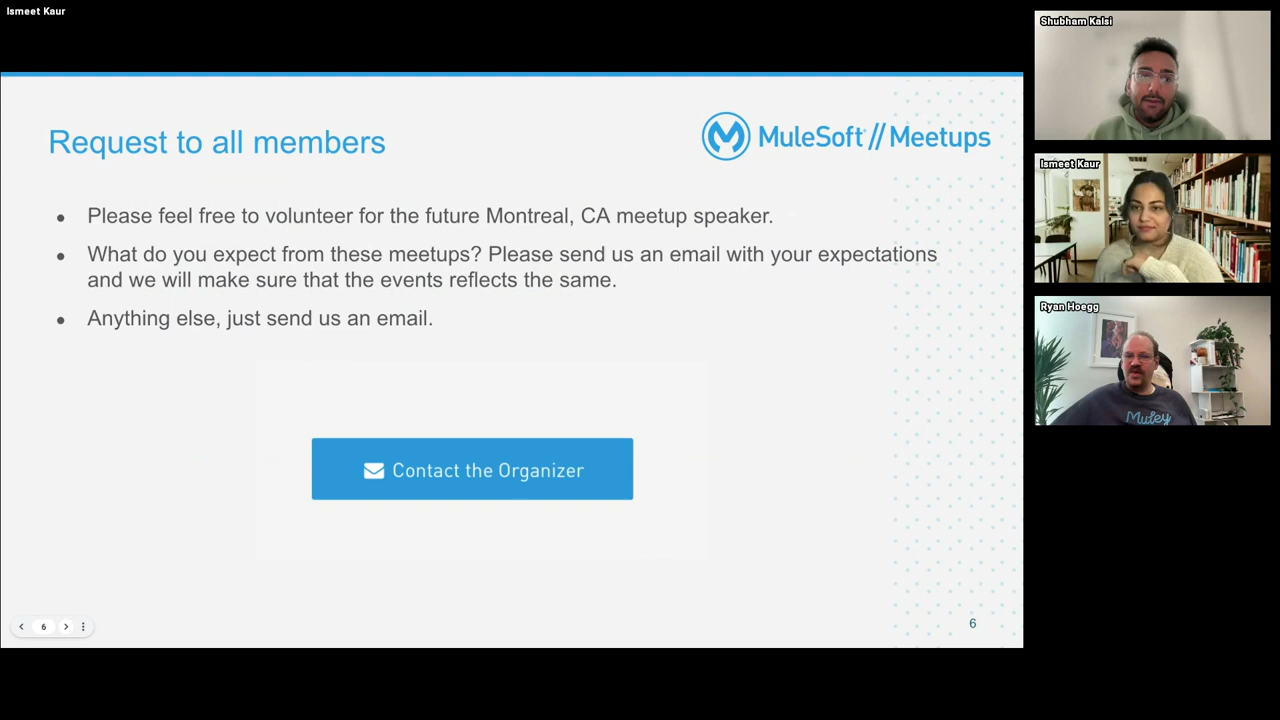 Ismeet Kaur
Request to all members
MuleSoft // Meetups
● Please feel free to volunteer for the future Montreal, CA meetup speaker.
● What do you expect from these meetups? Please send us an email with your expectations
and we will make sure that the events reflects the same.
● Anything else, just send us an email.
Contact the Organizer
6
6
Shubham Kalsi
Ismeet Kaur
Ryan Hoegg
Muley